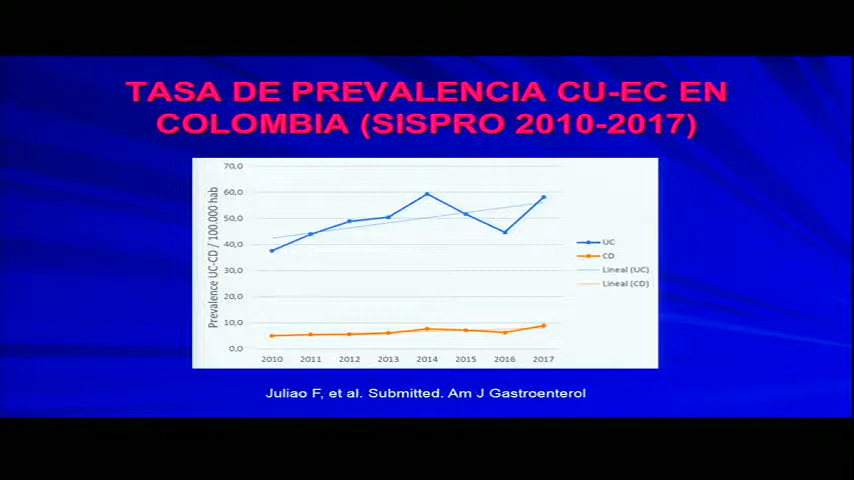 TASA DE PREVALENCIA CU-EC EN
COLOMBIA (SISPRO 2010-2017)
70,0
60,0
50,0
40,0
30,0
20,0
10,0
0,0
Prevalence UC-CD / 100.000 hab
2010 2011 2012 2013 2014 2015 2016 2017
UC
CD
Lineal (UC)
Lineal (CD)
Juliao F, et al. Submitted. Am J Gastroenterol